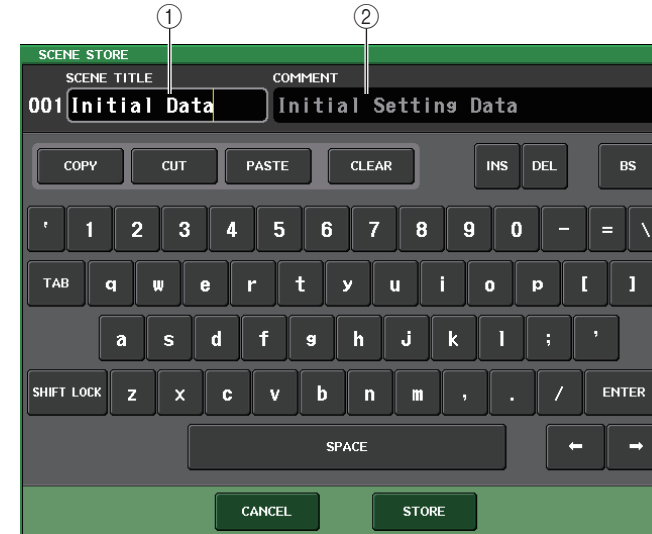 ① ②
SCENE STORE
SCENE TITLE COMMENT
001 Initial Data Initial Setting Data
COPY CUT PASTE CLEAR INS DEL BS
' 1 2 3 4 5 6 7 8 9 0 - = \
TAB q w e r t y u i o p [ ]
a s d f g h j k l ; '
SHIFT LOCK z x c v b n m , . / ENTER
SPACE ← →
CANCEL STORE